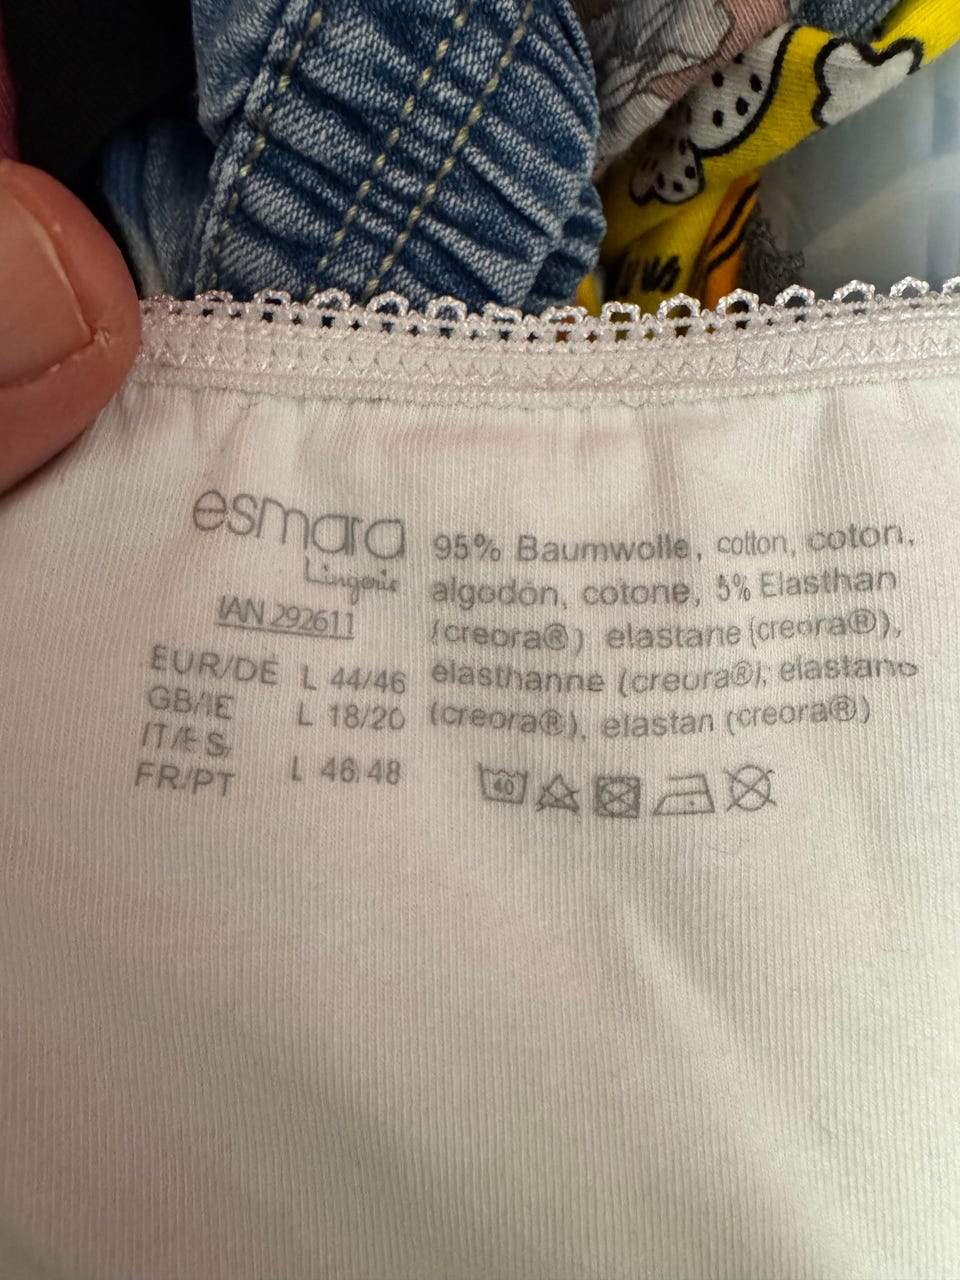 esmara
Lingerie
IAN 292611
EUR/DE L 44/46
GB/IE L 18/20
IT/ES,
FR/PT L 46/48
95% Baumwolle, cotton, coton,
algodón, cotone, 5% Elasthan
(creora®) elastane (creora®),
elasthanne (creora®), elastano
(creora®), elastan (creora®)
40